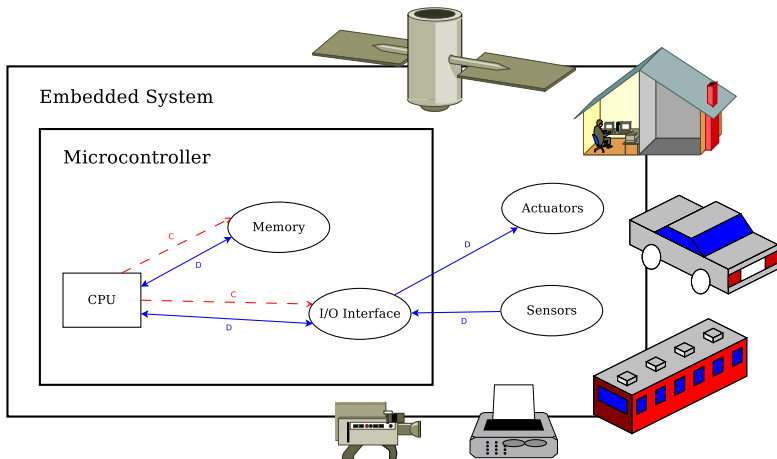 Embedded System
Microcontroller
Memory
Actuators
C
D
D
CPU
C
I/O Interface
Sensors
D
D